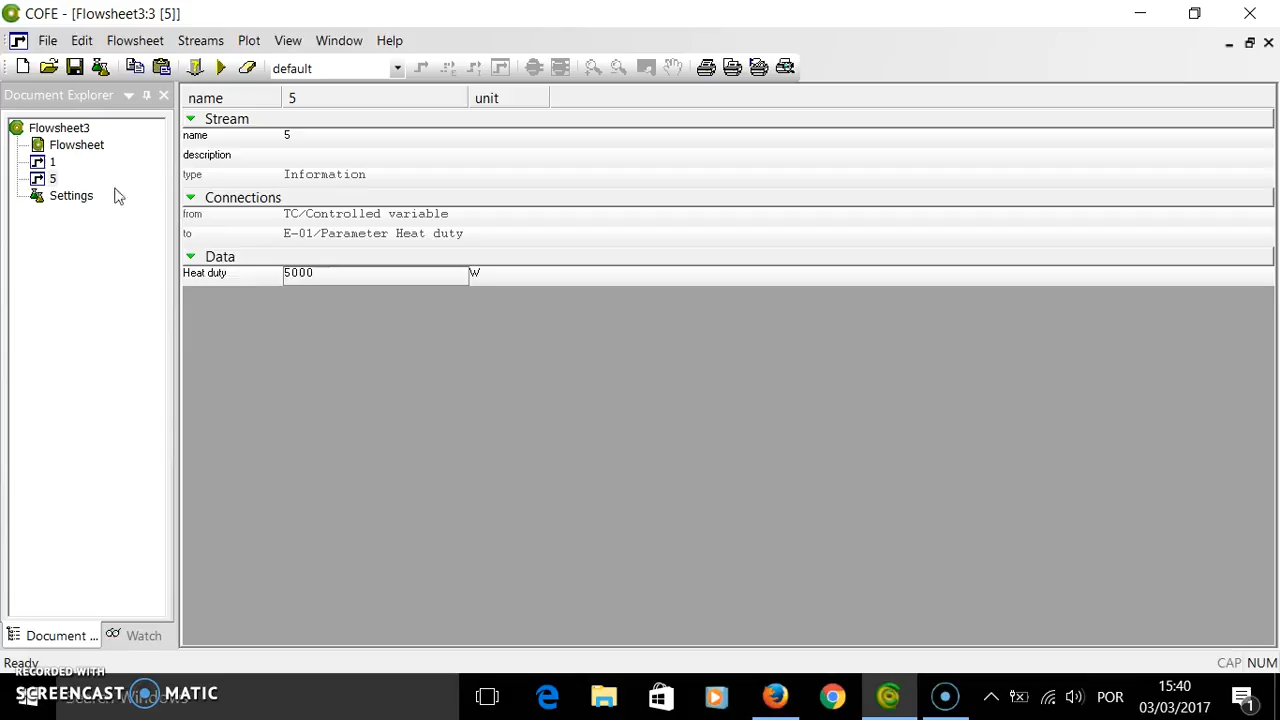 COFE - [Flowsheet3:3 [5]]
File Edit Flowsheet Streams Plot View Window Help
default
Document Explorer
Flowsheet3
Flowsheet
1
5
Settings
Document ... Watch
name 5 unit
Stream
name 5
description
type Information
Connections
from TC/Controlled variable
to E-01/Parameter Heat duty
Data
Heat duty 5000 W
Ready CAP NUM
RECORDED WITH
SCREENCAST MATIC
Search Windows
POR
15:40
03/03/2017
1